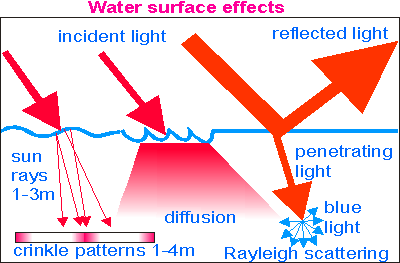 Water surface effects
incident light
reflected light
sun
rays
1-3m
penetrating
light
diffusion
blue
light
crinkle patterns 1-4m
Rayleigh scattering